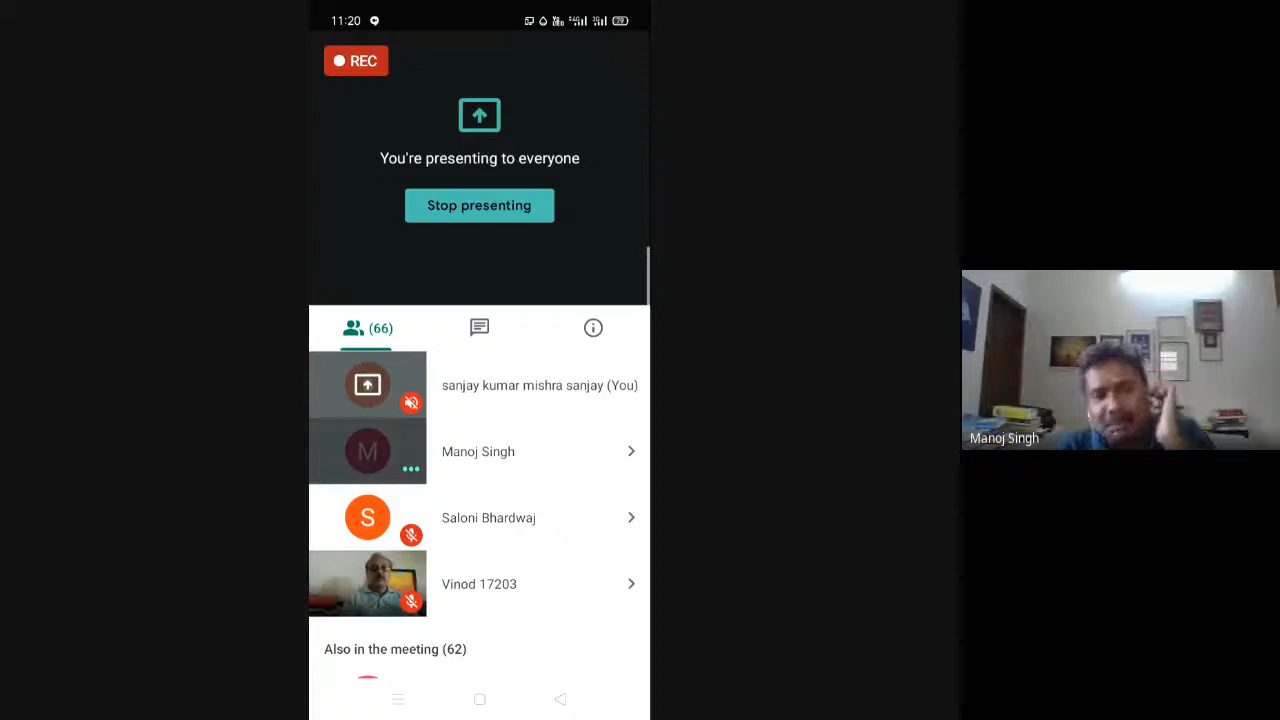 11:20
79
REC
You're presenting to everyone
Stop presenting
(66)
sanjay kumar mishra sanjay (You)
M
Manoj Singh
S
Saloni Bhardwaj
Vinod 17203
Also in the meeting (62)
Manoj Singh